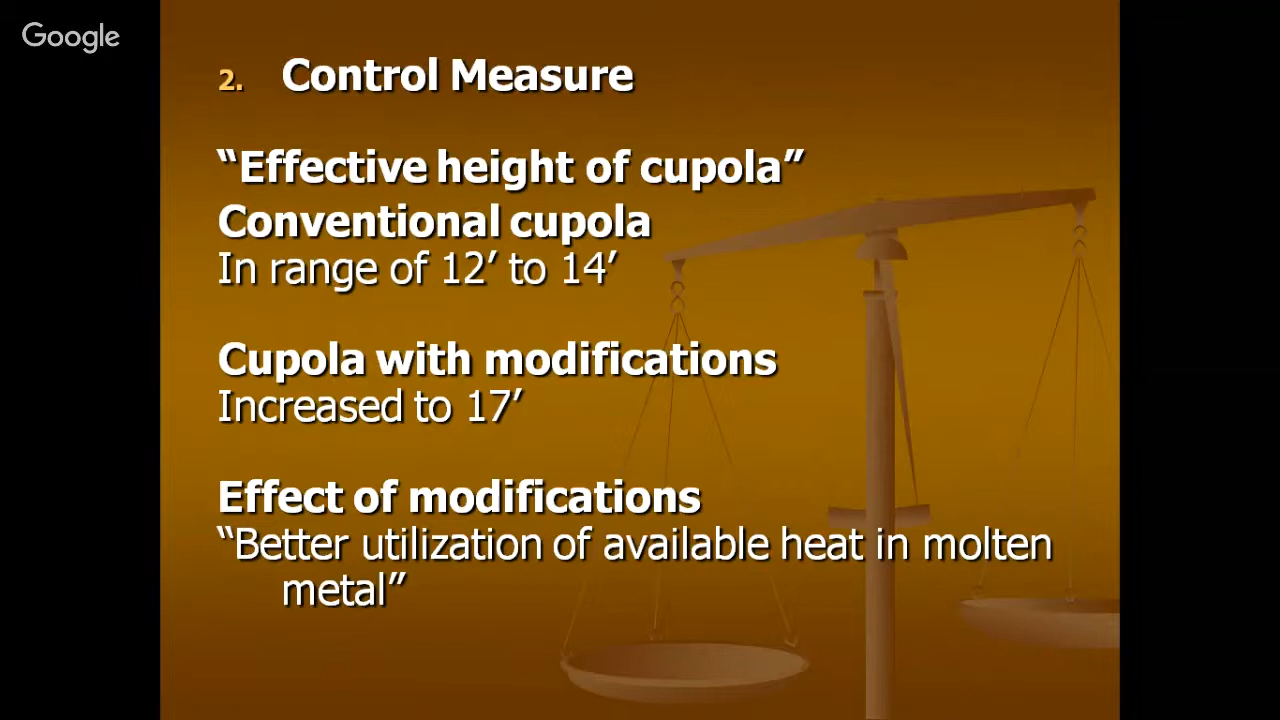 Google
2. Control Measure
“Effective height of cupola”
Conventional cupola
In range of 12’ to 14’
Cupola with modifications
Increased to 17’
Effect of modifications
“Better utilization of available heat in molten
metal”